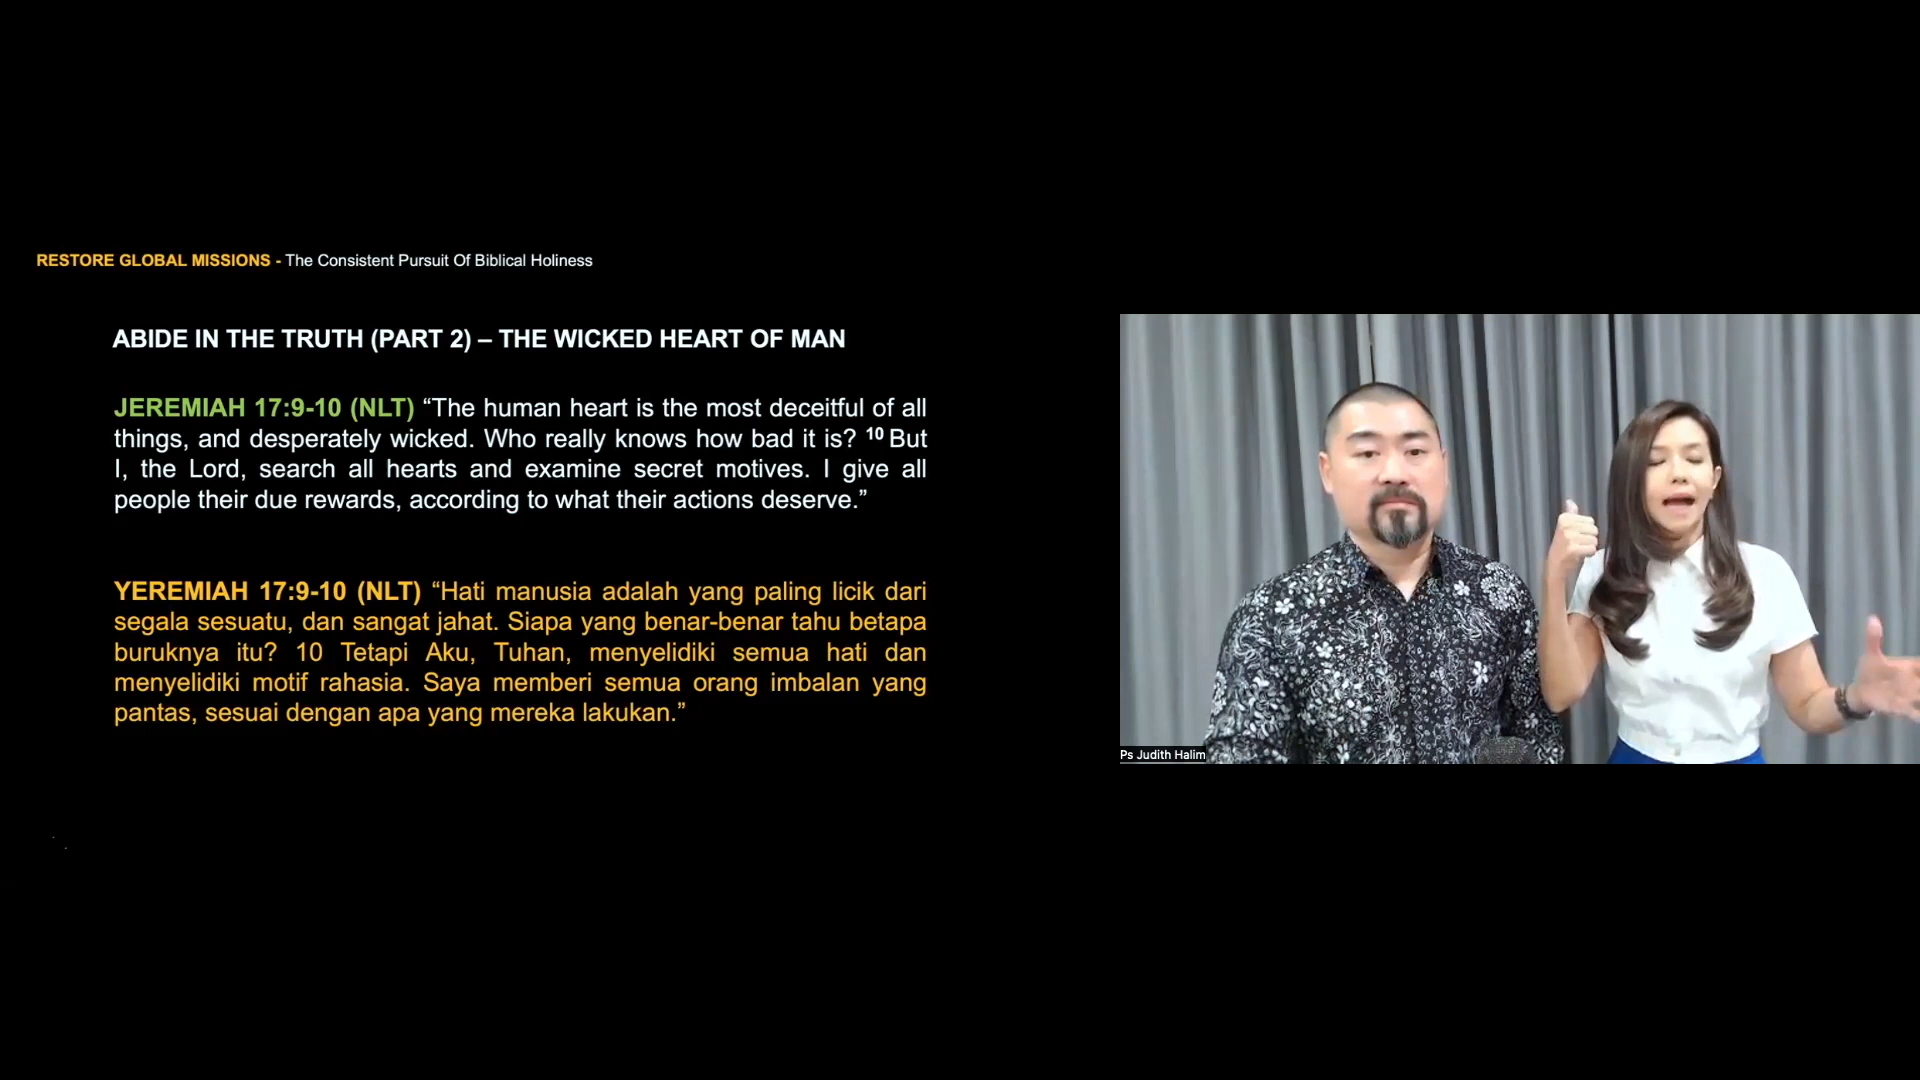 RESTORE GLOBAL MISSIONS - The Consistent Pursuit Of Biblical Holiness
ABIDE IN THE TRUTH (PART 2) – THE WICKED HEART OF MAN
JEREMIAH 17:9-10 (NLT) “The human heart is the most deceitful of all
things, and desperately wicked. Who really knows how bad it is? 10 But
I, the Lord, search all hearts and examine secret motives. I give all
people their due rewards, according to what their actions deserve.”
YEREMIAH 17:9-10 (NLT) “Hati manusia adalah yang paling licik dari
segala sesuatu, dan sangat jahat. Siapa yang benar-benar tahu betapa
buruknya itu? 10 Tetapi Aku, Tuhan, menyelidiki semua hati dan
menyelidiki motif rahasia. Saya memberi semua orang imbalan yang
pantas, sesuai dengan apa yang mereka lakukan.”
Ps Judith Halim